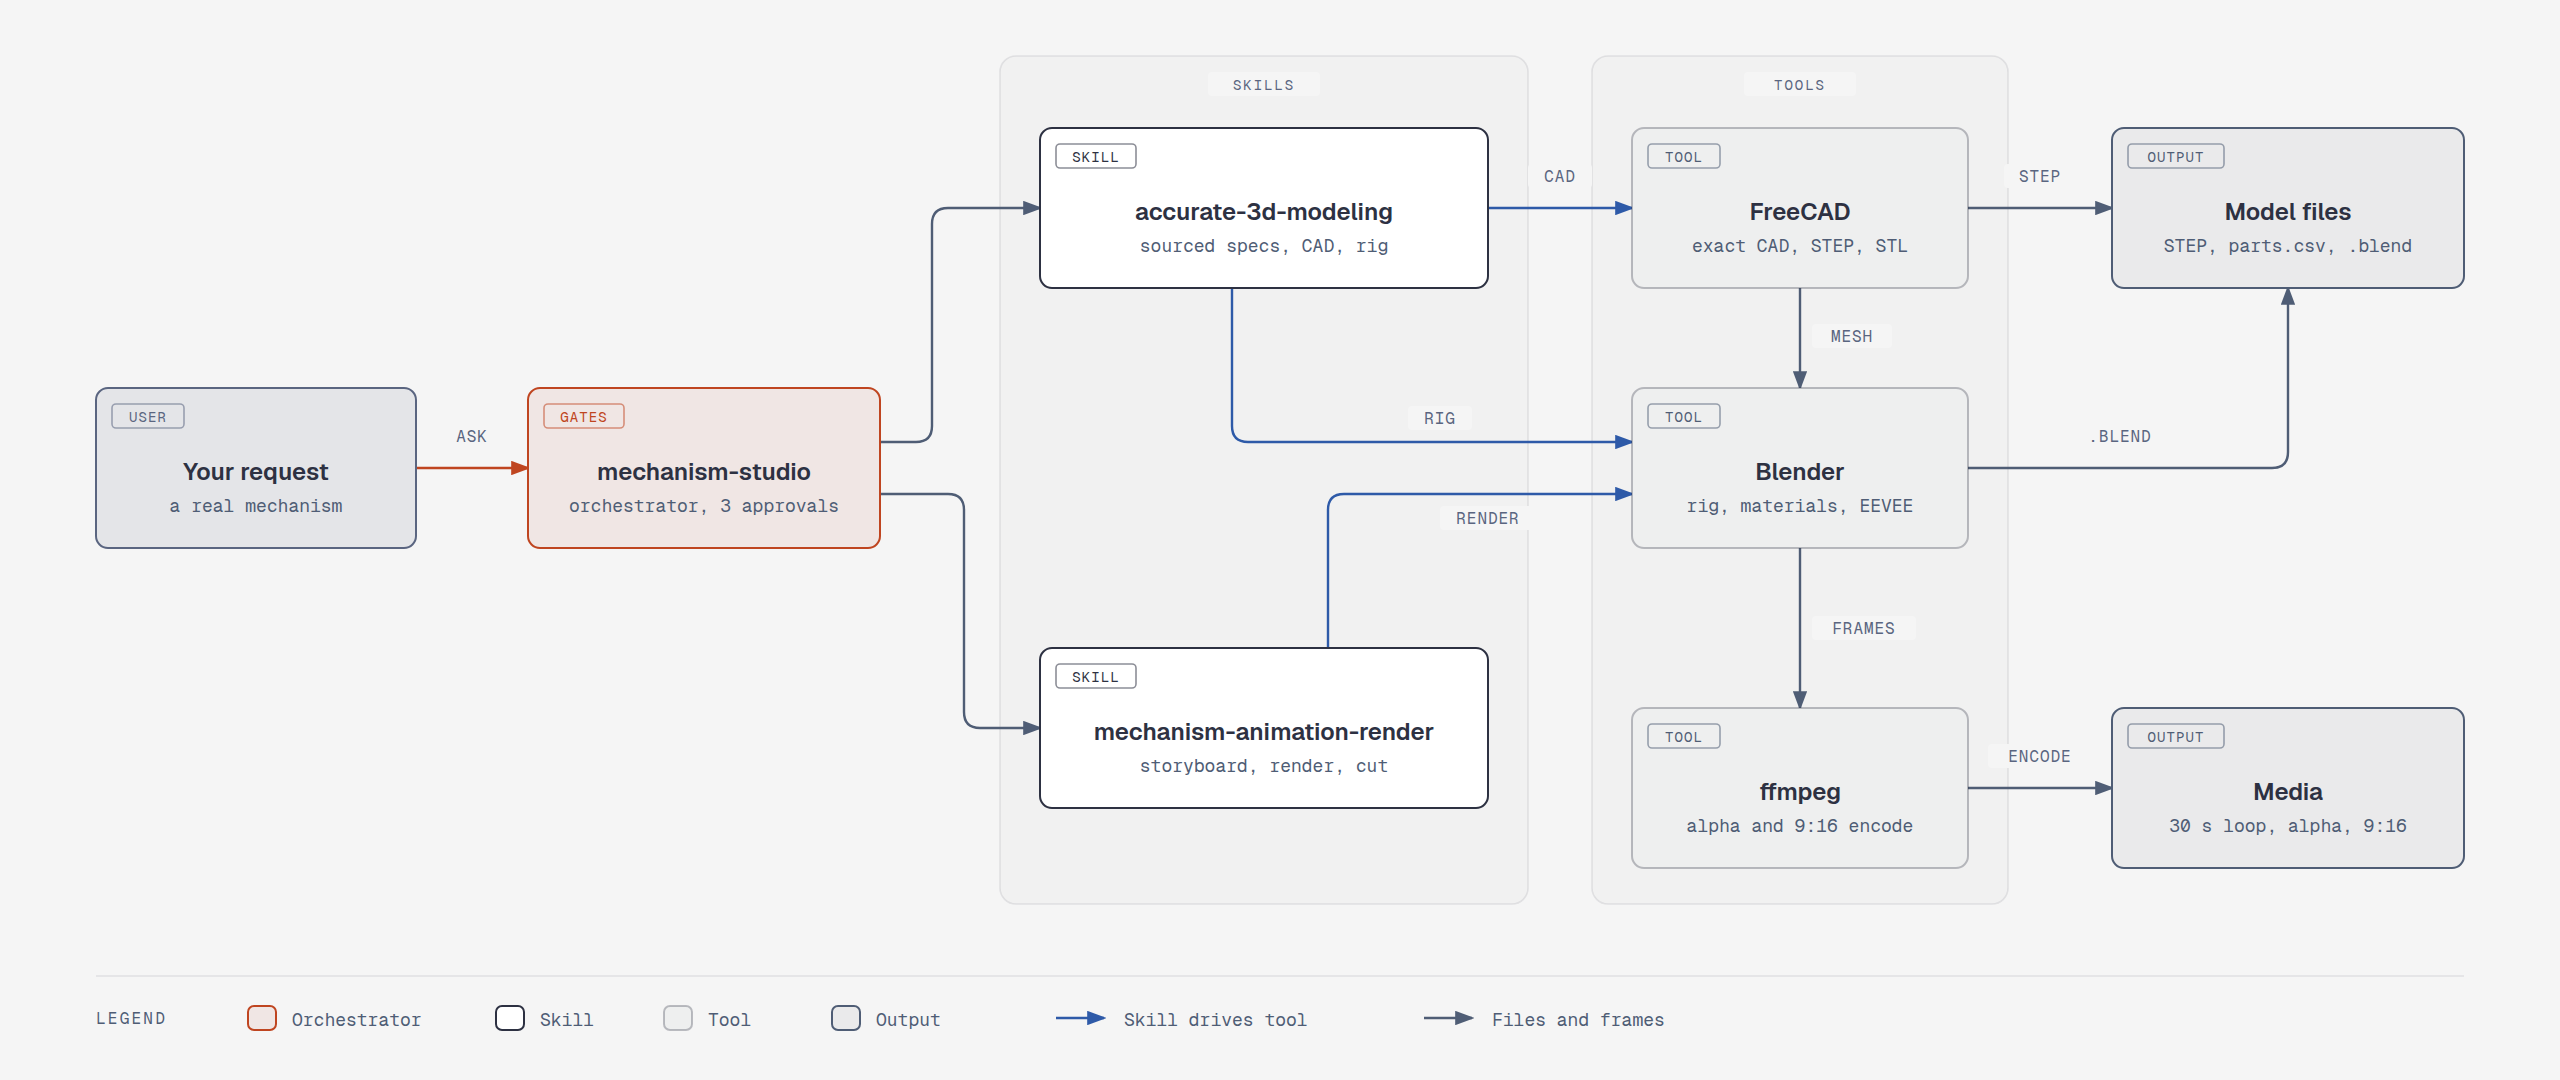 SKILLS
TOOLS
SKILL
accurate-3d-modeling
sourced specs, CAD, rig
CAD
TOOL
FreeCAD
exact CAD, STEP, STL
STEP
OUTPUT
Model files
STEP, parts.csv, .blend
MESH
USER
Your request
a real mechanism
ASK
GATES
mechanism-studio
orchestrator, 3 approvals
RIG
RENDER
TOOL
Blender
rig, materials, EEVEE
.BLEND
FRAMES
SKILL
mechanism-animation-render
storyboard, render, cut
TOOL
ffmpeg
alpha and 9:16 encode
ENCODE
OUTPUT
Media
30 s loop, alpha, 9:16
LEGEND
Orchestrator
Skill
Tool
Output
Skill drives tool
Files and frames